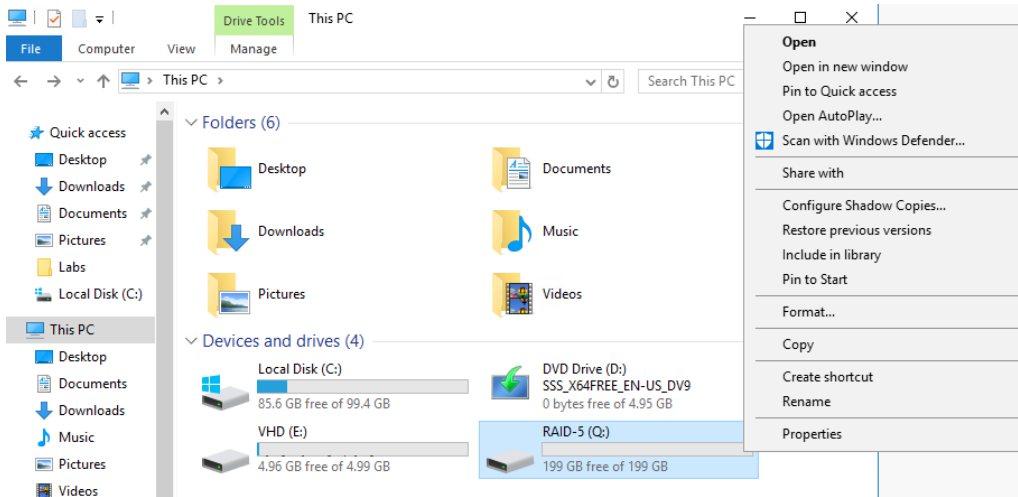 Drive Tools
This PC
File
Computer
View
Manage
This PC
Search This PC
Quick access
Desktop
Downloads
Documents
Pictures
Labs
Local Disk (C:)
This PC
Desktop
Documents
Downloads
Music
Pictures
Videos
Folders (6)
Desktop
Documents
Downloads
Music
Pictures
Videos
Devices and drives (4)
Local Disk (C:)
85.6 GB free of 99.4 GB
DVD Drive (D:)
SSS_X64FREE_EN-US_DV9
0 bytes free of 4.95 GB
VHD (E:)
4.96 GB free of 4.99 GB
RAID-5 (Q:)
199 GB free of 199 GB
Open
Open in new window
Pin to Quick access
Open AutoPlay...
Scan with Windows Defender...
Share with
Configure Shadow Copies...
Restore previous versions
Include in library
Pin to Start
Format...
Copy
Create shortcut
Rename
Properties